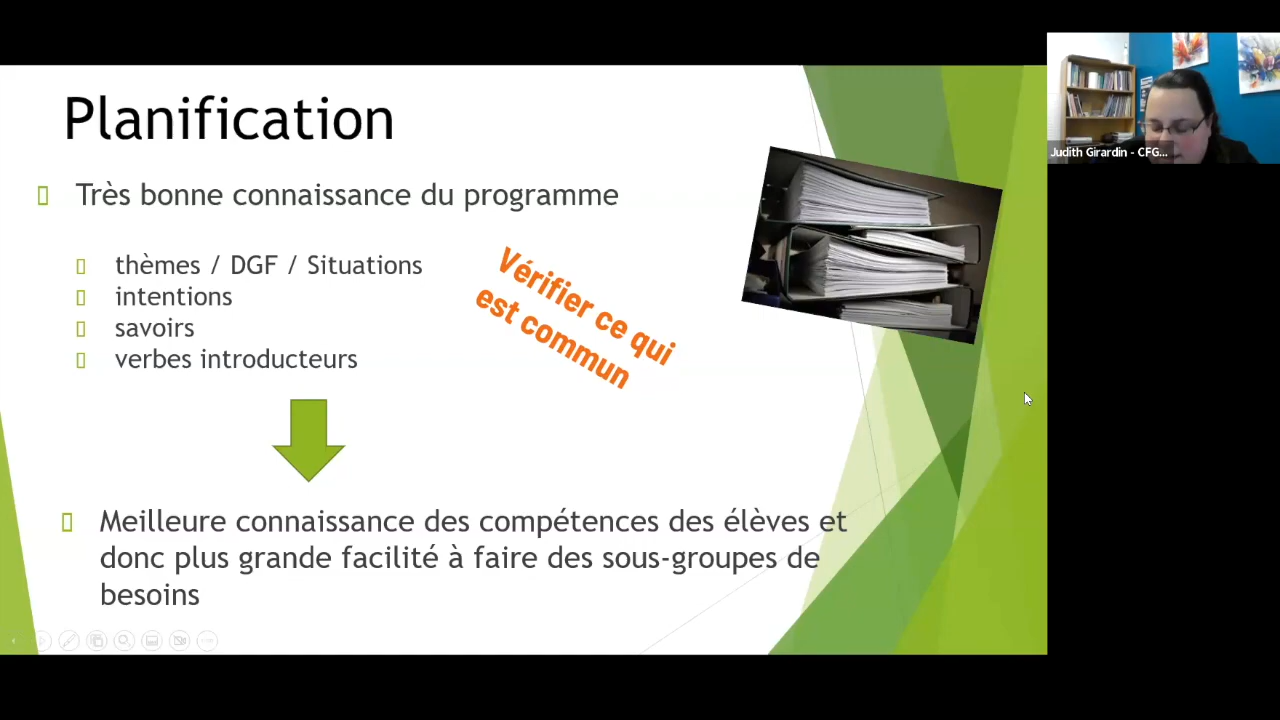 Planification
Très bonne connaissance du programme
thèmes / DGF / Situations
intentions
savoirs
verbes introducteurs
Vérifier ce qui
est commun
Meilleure connaissance des compétences des élèves et
donc plus grande facilité à faire des sous-groupes de
besoins
Judith Girardin - CFG...